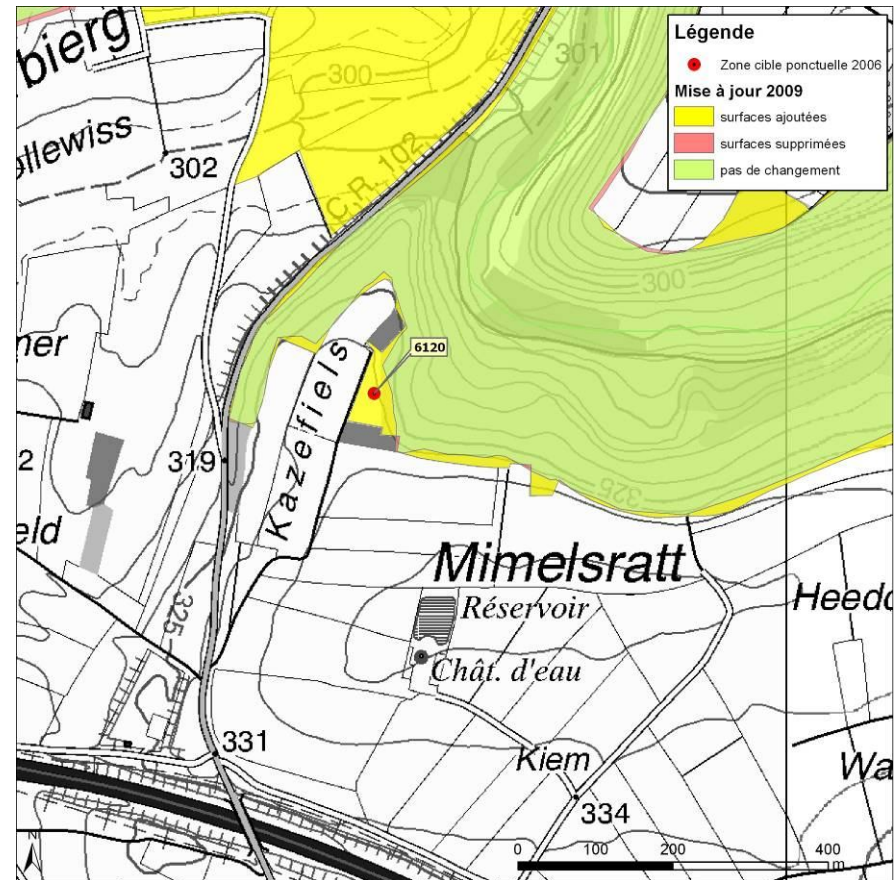 Légende
Zone cible ponctuelle 2006
Mise à jour 2009
surfaces ajoutées
surfaces supprimées
pas de changement
bierg
ollewiss
302
300
301
C.R. 102
300
6120
ner
Kazefiels
2
319
eld
325
325
Mimelsratt
Réservoir
Chât. d'eau
Heedo
331
Kiem
Wa
334
N
0 100 200 400
m